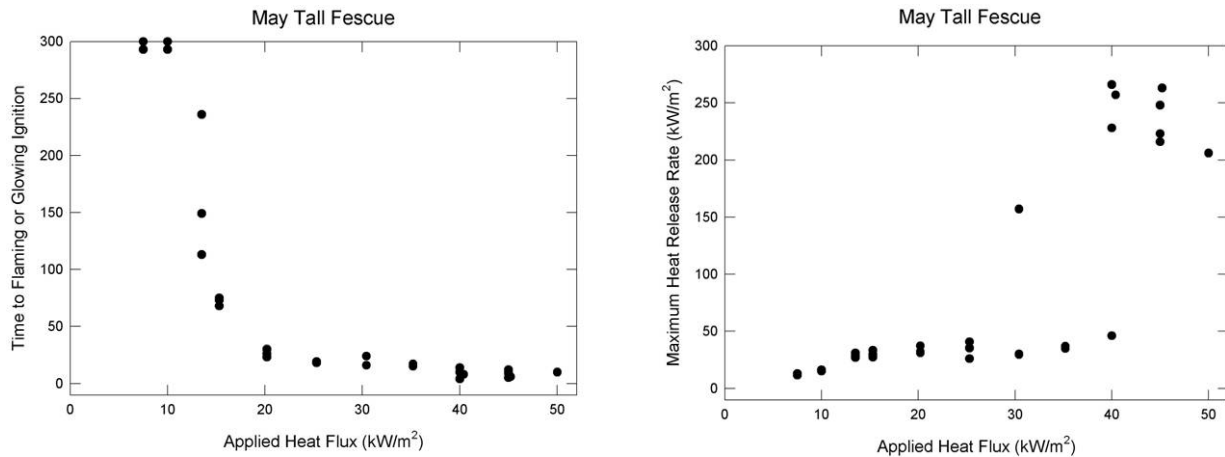 May Tall Fescue
300
250
200
150
100
50
0
Time to Flaming or Glowing Ignition
0 10 20 30 40 50
Applied Heat Flux (kW/m²)
May Tall Fescue
300
250
200
150
100
50
0
Maximum Heat Release Rate (kW/m²)
0 10 20 30 40 50
Applied Heat Flux (kW/m²)